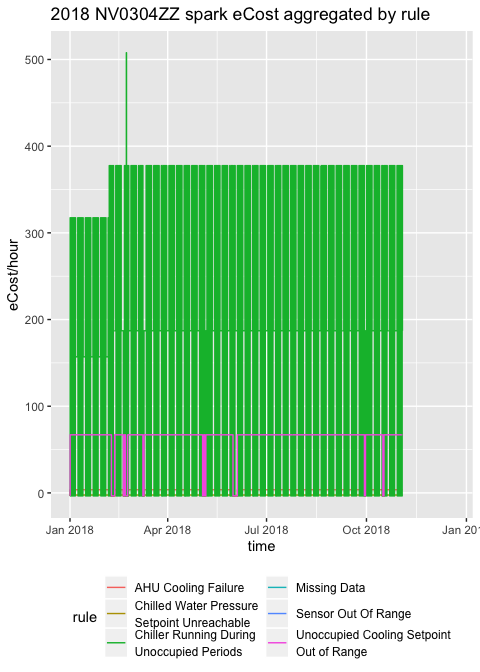 2018 NV0304ZZ spark eCost aggregated by rule
500
400
300
200
100
0
eCost/hour
Jan 2018
Apr 2018
Jul 2018
Oct 2018
Jan 201
time
rule
AHU Cooling Failure
Chilled Water Pressure
Setpoint Unreachable
Chiller Running During
Unoccupied Periods
Missing Data
Sensor Out Of Range
Unoccupied Cooling Setpoint
Out of Range